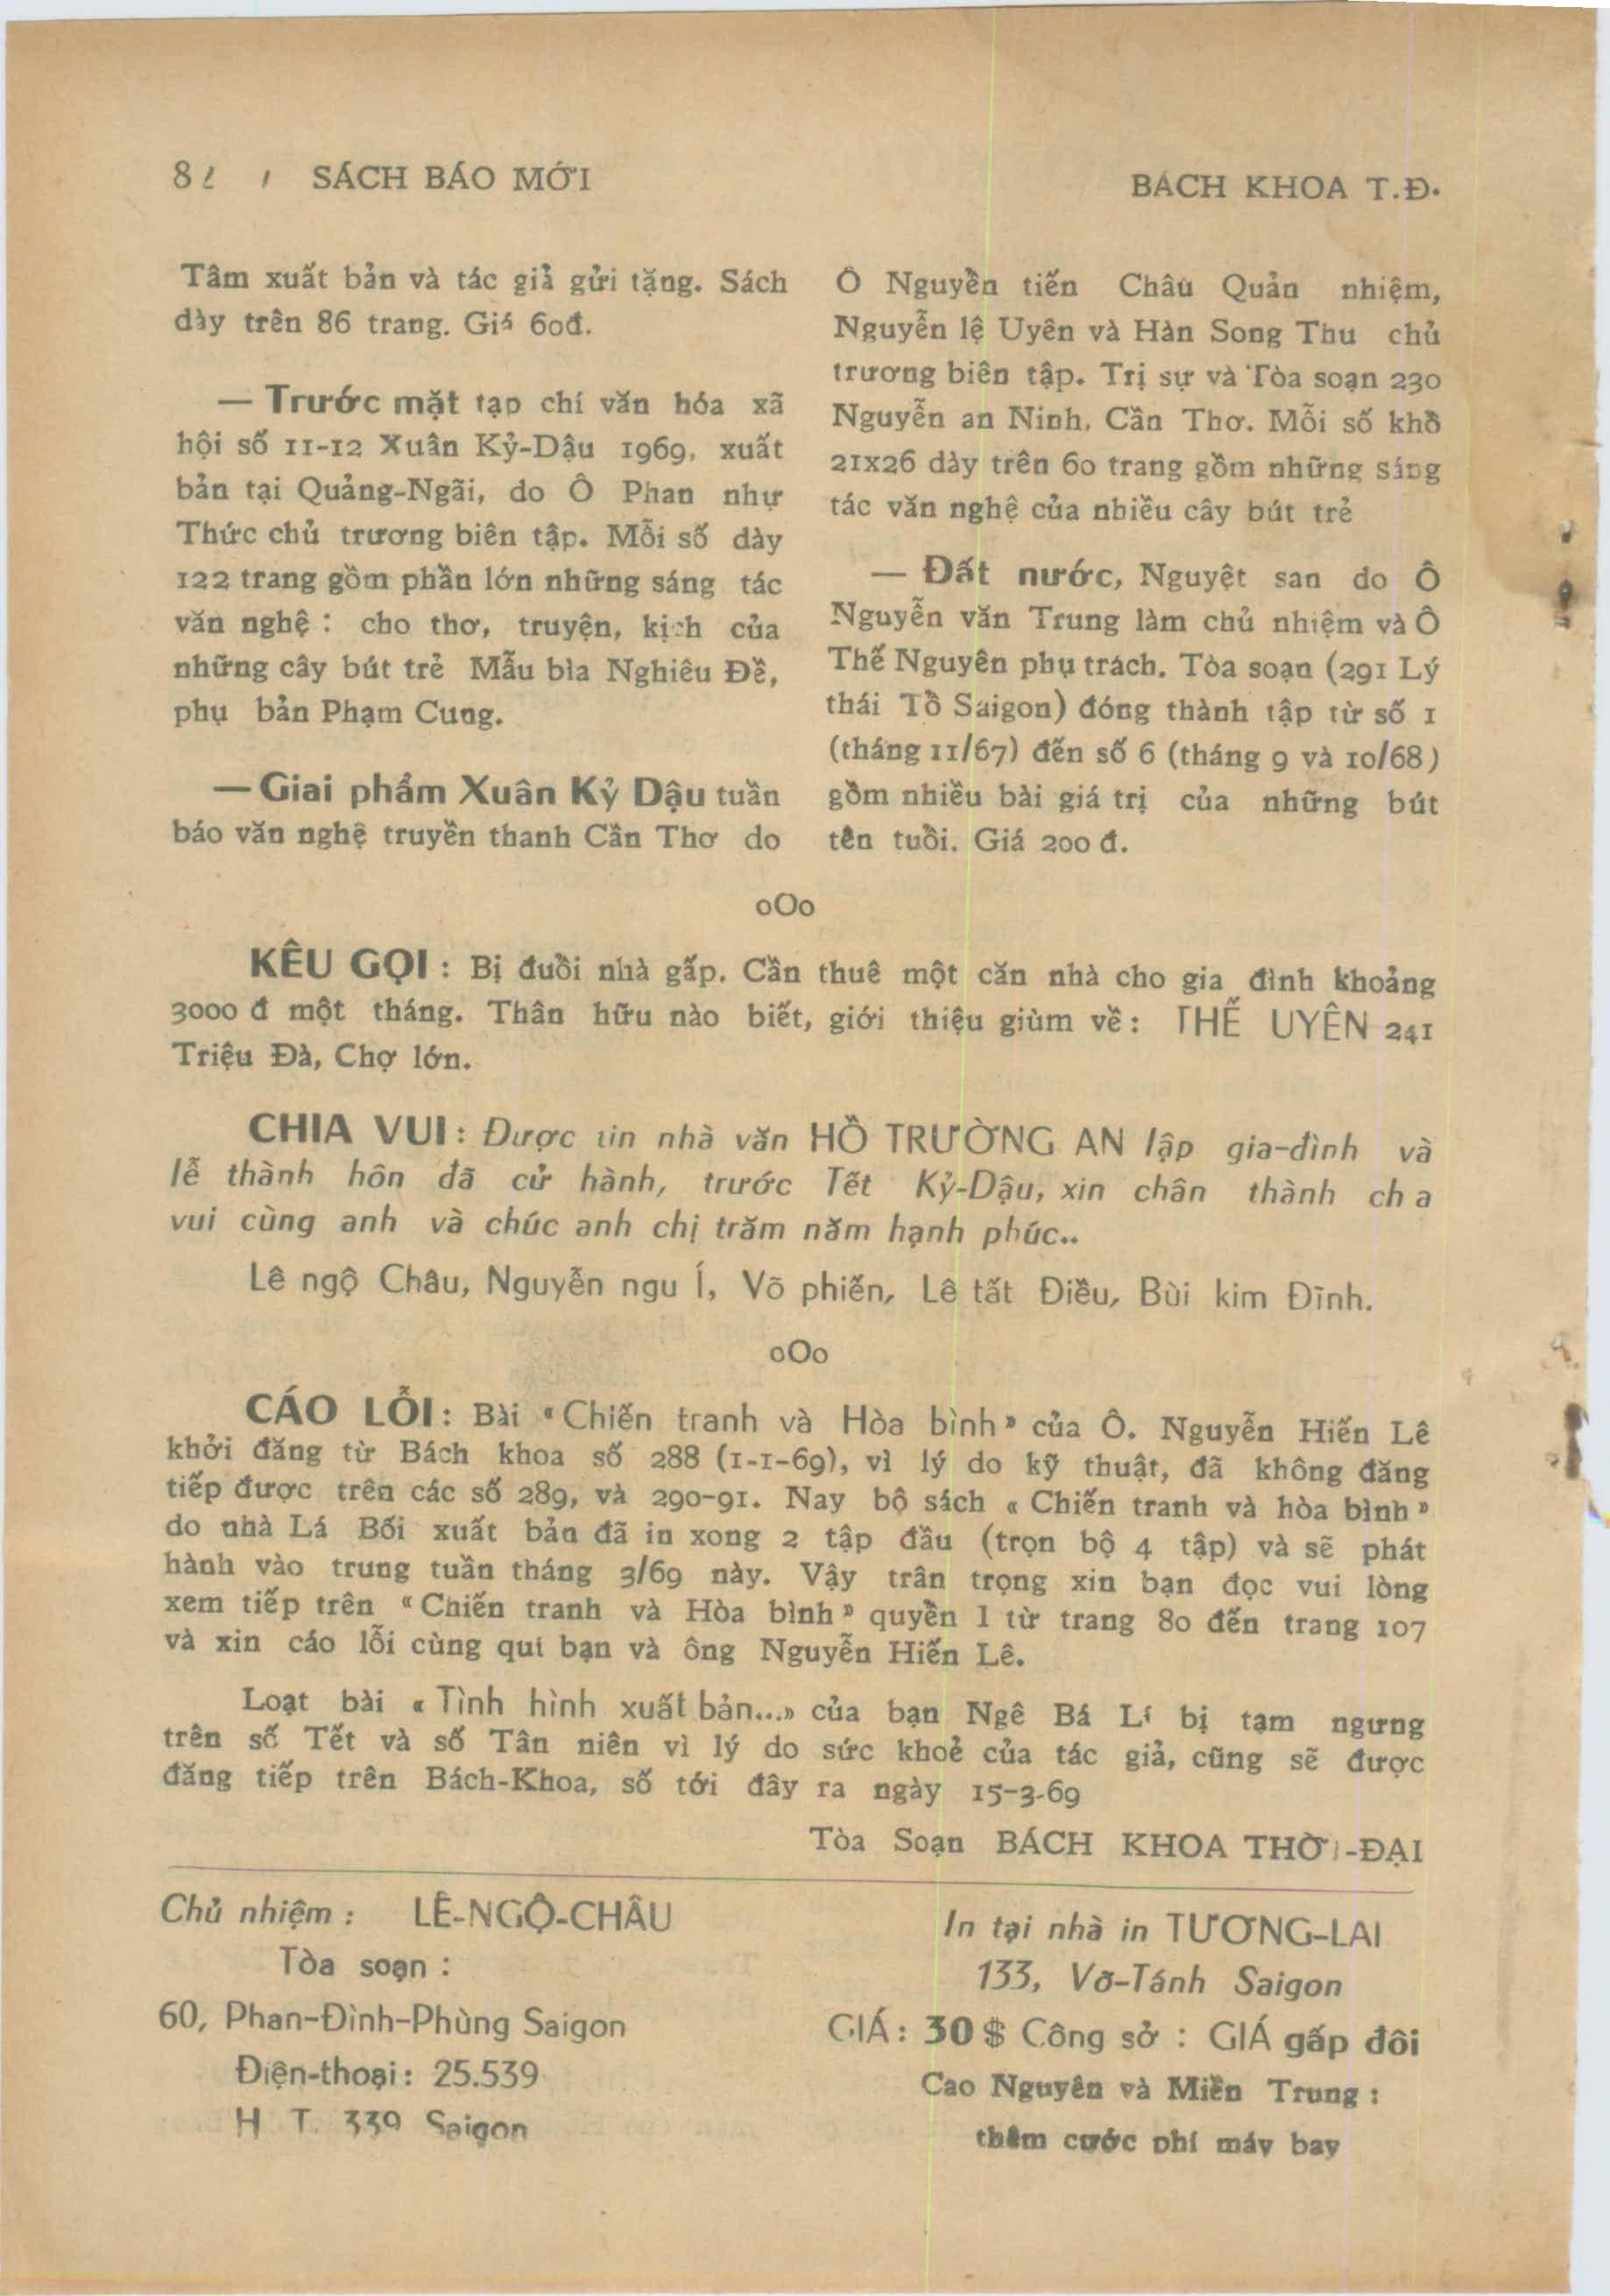 82 SÁCH BÁO MỚI
BÁCH KHOA T.Đ.
Tâm xuất bản và tác giả gửi tặng. Sách
dày trên 86 trang. Giá 60đ.
— Trước mặt tạp chí văn hóa xã
hội số 11-12 Xuân Kỷ-Dậu 1969, xuất
bản tại Quảng-Ngãi, do Ô Phan như
Thức chủ trương biên tập. Mỗi số dày
122 trang gồm phần lớn những sáng tác
văn nghệ : cho thơ, truyện, kịch của
những cây bút trẻ Mẫu bìa Nghiêu Đề,
phụ bản Phạm Cung.
— Giai phẩm Xuân Kỷ Dậu tuần
báo văn nghệ truyền thanh Cần Thơ do
Ô Nguyễn tiến Châu Quản nhiệm,
Nguyễn lệ Uyên và Hàn Song Thu chủ
trương biên tập. Trị sự và Tòa soạn 230
Nguyễn an Ninh, Cần Thơ. Mỗi số khổ
21x26 dày trên 60 trang gồm những sáng
tác văn nghệ của nhiều cây bút trẻ
— Đất nước, Nguyệt san do Ô
Nguyễn văn Trung làm chủ nhiệm và Ô
Thế Nguyên phụ trách. Tòa soạn (291 Lý
thái Tổ Saigon) đóng thành tập từ số 1
(tháng 11/67) đến số 6 (tháng 9 và 10/68)
gồm nhiều bài giá trị của những bút
tên tuổi. Giá 200 đ.
oOo
KÊU GỌI : Bị đuổi nhà gấp. Cần thuê một căn nhà cho gia đình khoảng
3000 đ một tháng. Thân hữu nào biết, giới thiệu giùm về : THẾ UYÊN 241
Triệu Đà, Chợ lớn.
CHIA VUI : Được tin nhà văn HỒ TRƯỜNG AN lập gia-đình và
lễ thành hôn đã cử hành, trước Tết Kỷ-Dậu, xin chân thành ch a
vui cùng anh và chúc anh chị trăm năm hạnh phúc..
Lê ngộ Châu, Nguyễn ngu Í, Võ phiến, Lê tất Điều, Bùi kim Đĩnh.
oOo
CÁO LỖI : Bài « Chiến tranh và Hòa bình » của Ô. Nguyễn Hiến Lê
khởi đăng từ Bách khoa số 288 (1-1-69), vì lý do kỹ thuật, đã không đăng
tiếp được trên các số 289, và 290-91. Nay bộ sách « Chiến tranh và hòa bình »
do nhà Lá Bối xuất bản đã in xong 2 tập đầu (trọn bộ 4 tập) và sẽ phát
hành vào trung tuần tháng 3/69 này. Vậy trân trọng xin bạn đọc vui lòng
xem tiếp trên « Chiến tranh và Hòa bình » quyển I từ trang 80 đến trang 107
và xin cáo lỗi cùng quí bạn và ông Nguyễn Hiến Lê.
Loạt bài « Tình hình xuất bản...» của bạn Ngê Bá Lí bị tạm ngưng
trên số Tết và số Tân niên vì lý do sức khoẻ của tác giả, cũng sẽ được
đăng tiếp trên Bách-Khoa, số tới đây ra ngày 15-3-69
Tòa Soạn BÁCH KHOA THỜI-ĐẠI
Chủ nhiệm : LÊ-NGỘ-CHÂU
Tòa soạn :
60, Phan-Đình-Phùng Saigon
Điện-thoại : 25.539
H T. 339 Saigon
In tại nhà in TƯƠNG-LAI
133, Võ-Tánh Saigon
GIÁ : 30 $ Công sở : GIÁ gấp đôi
Cao Nguyên và Miền Trung :
thêm cước phí máy bay